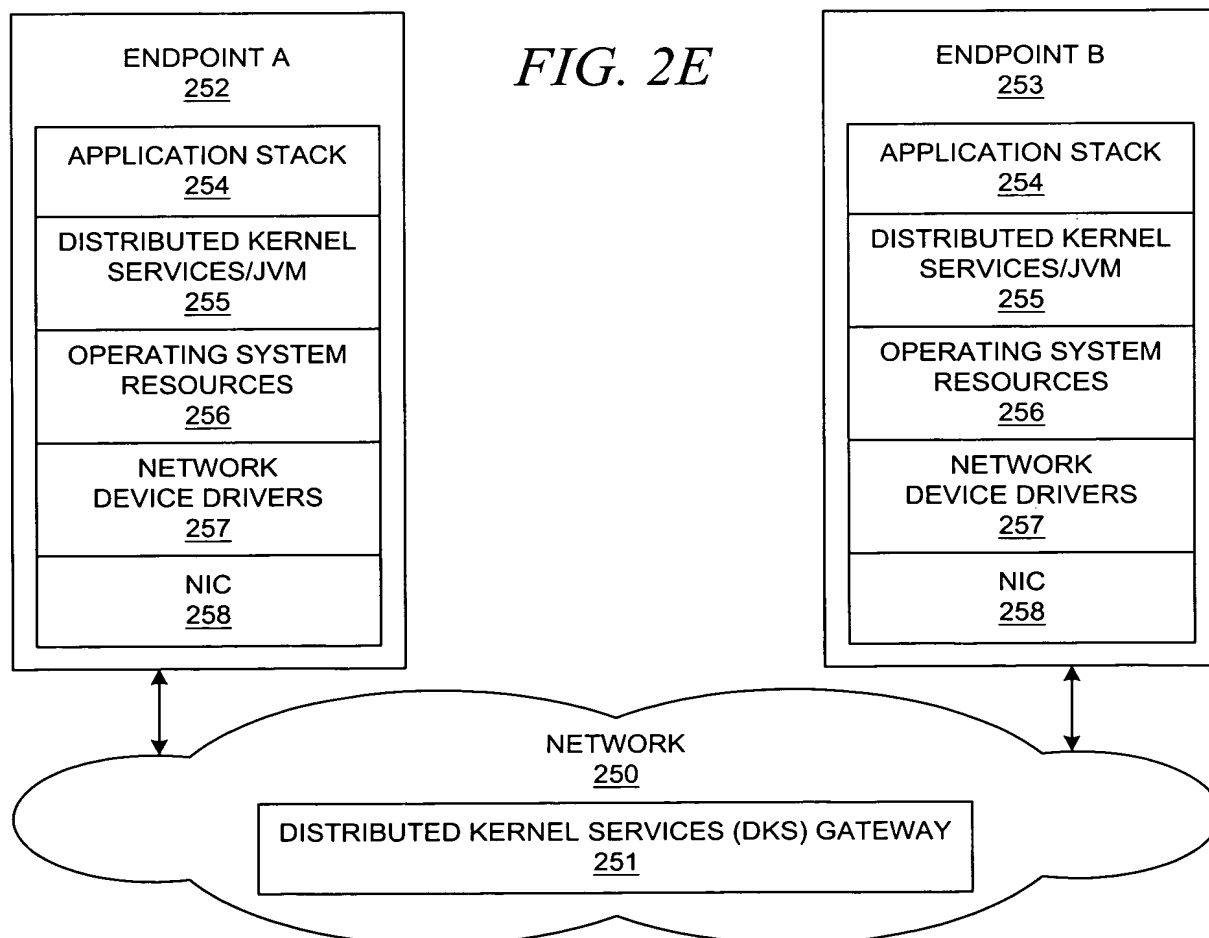 FIG. 2E
ENDPOINT A
252
APPLICATION STACK
254
DISTRIBUTED KERNEL
SERVICES/JVM
255
OPERATING SYSTEM
RESOURCES
256
NETWORK
DEVICE DRIVERS
257
NIC
258
ENDPOINT B
253
APPLICATION STACK
254
DISTRIBUTED KERNEL
SERVICES/JVM
255
OPERATING SYSTEM
RESOURCES
256
NETWORK
DEVICE DRIVERS
257
NIC
258
NETWORK
250
DISTRIBUTED KERNEL SERVICES (DKS) GATEWAY
251